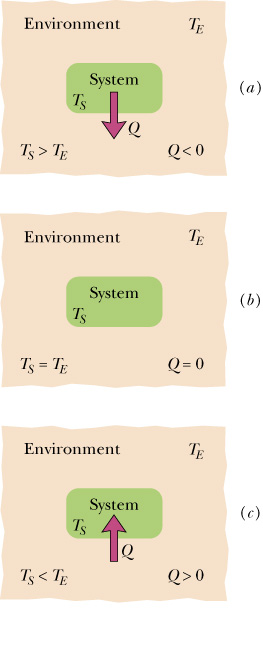 Environment T_E
System
T_S
Q
T_S > T_E Q < 0
(a)
Environment T_E
System
T_S
T_S = T_E Q = 0
(b)
Environment T_E
System
T_S
Q
T_S < T_E Q > 0
(c)